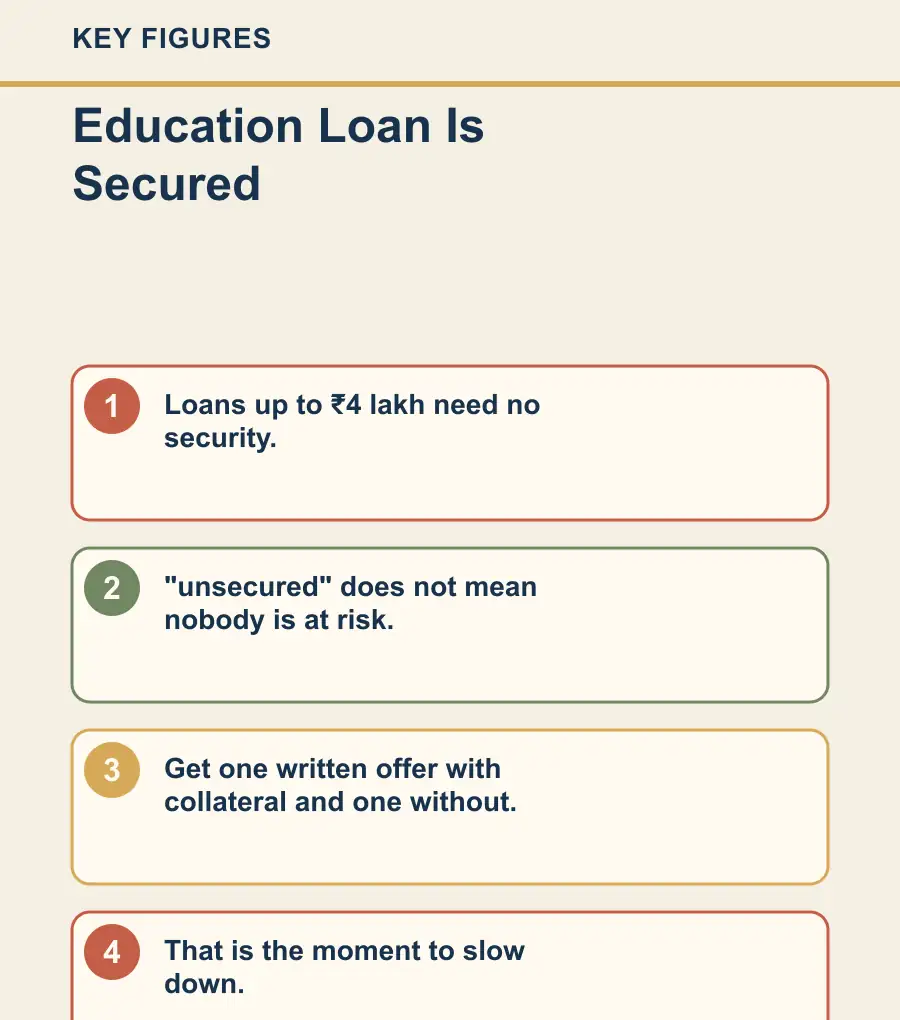 KEY FIGURES
Education Loan Is
Secured
1
Loans up to ₹4 lakh need no
security.
2
"unsecured" does not mean
nobody is at risk.
3
Get one written offer with
collateral and one without.
4
That is the moment to slow
down.